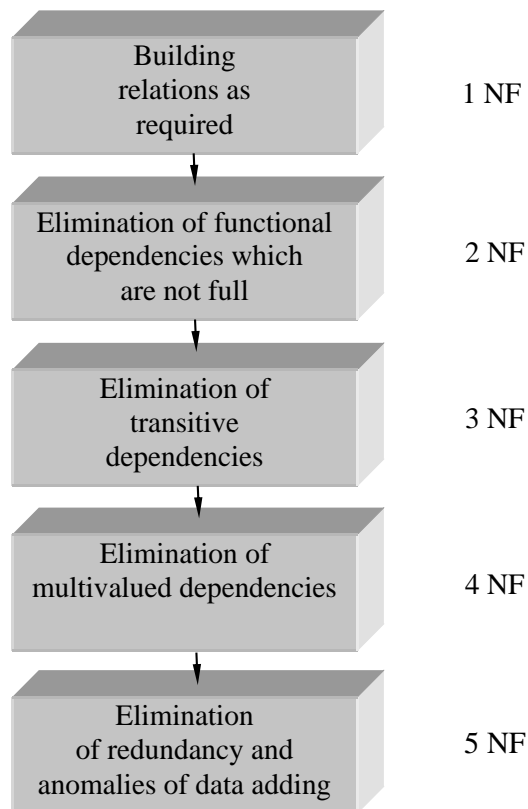 Building
relations as
required
1 NF
Elimination of functional
dependencies which
are not full
2 NF
Elimination of
transitive
dependencies
3 NF
Elimination of
multivalued dependencies
4 NF
Elimination
of redundancy and
anomalies of data adding
5 NF